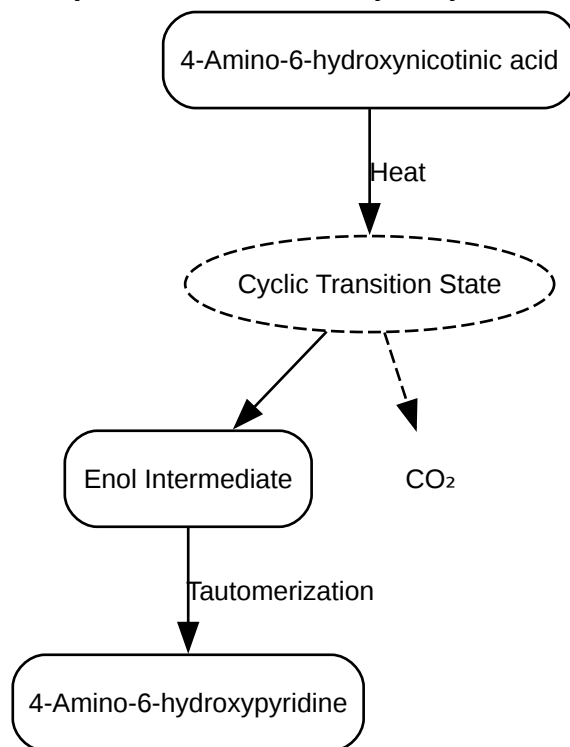 4-Amino-6-hydroxynicotinic acid
Heat
Cyclic Transition State
Enol Intermediate
CO₂
Tautomerization
4-Amino-6-hydroxypyridine